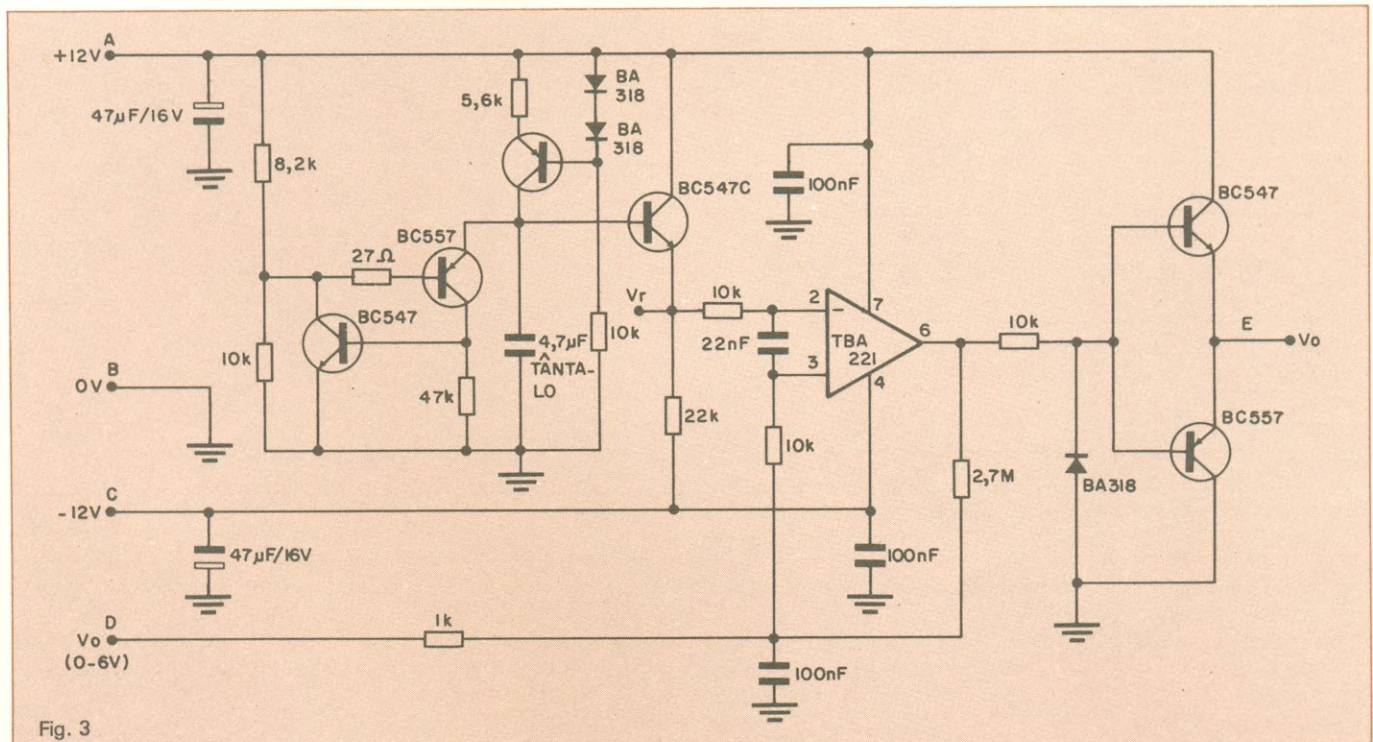 A
+12V
47µF/16V
8,2k
5,6k
BA
318
BA
318
BC547C
100nF
BC547
BC557
27Ω
BC547
10k
47k
4,7µF
TÂNTA-
LO
10k
Vr
10k
2
7
22nF
3
TBA
221
4
6
10k
E
Vo
B
0V
22k
10k
2,7M
BA318
BC557
C
-12V
47µF/16V
100nF
D
Vo
(0-6V)
1k
100nF
Fig. 3